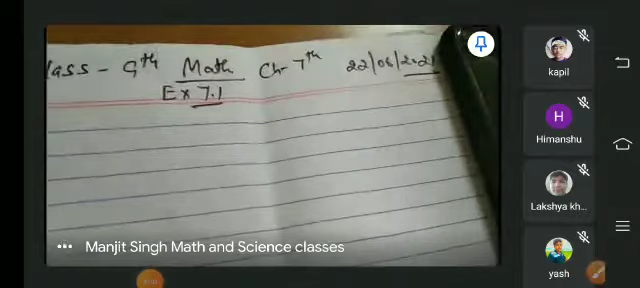 lass - 9th Math Ch- 7th 22/06/2021
Ex 7.1
kapil
H
Himanshu
Lakshya kh...
yash
... Manjit Singh Math and Science classes